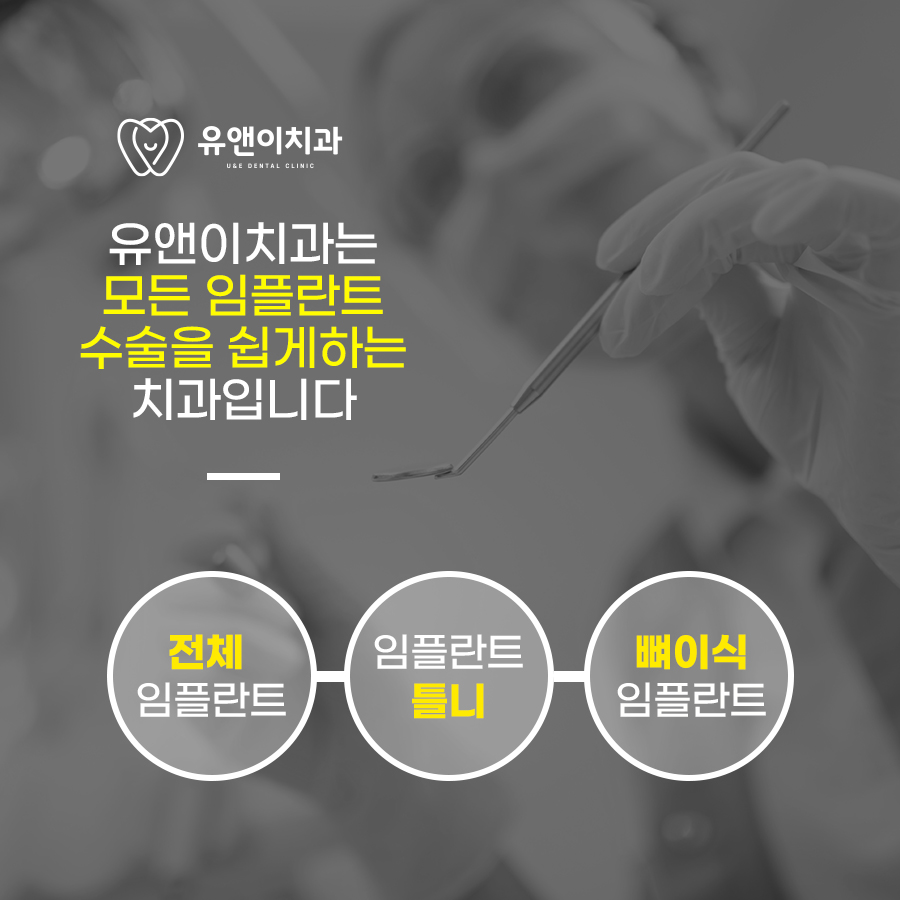 유앤이치과
U&E DENTAL CLINIC
유앤이치과는
모든 임플란트
수술을 쉽게하는
치과입니다
전체
임플란트
임플란트
틀니
뼈이식
임플란트